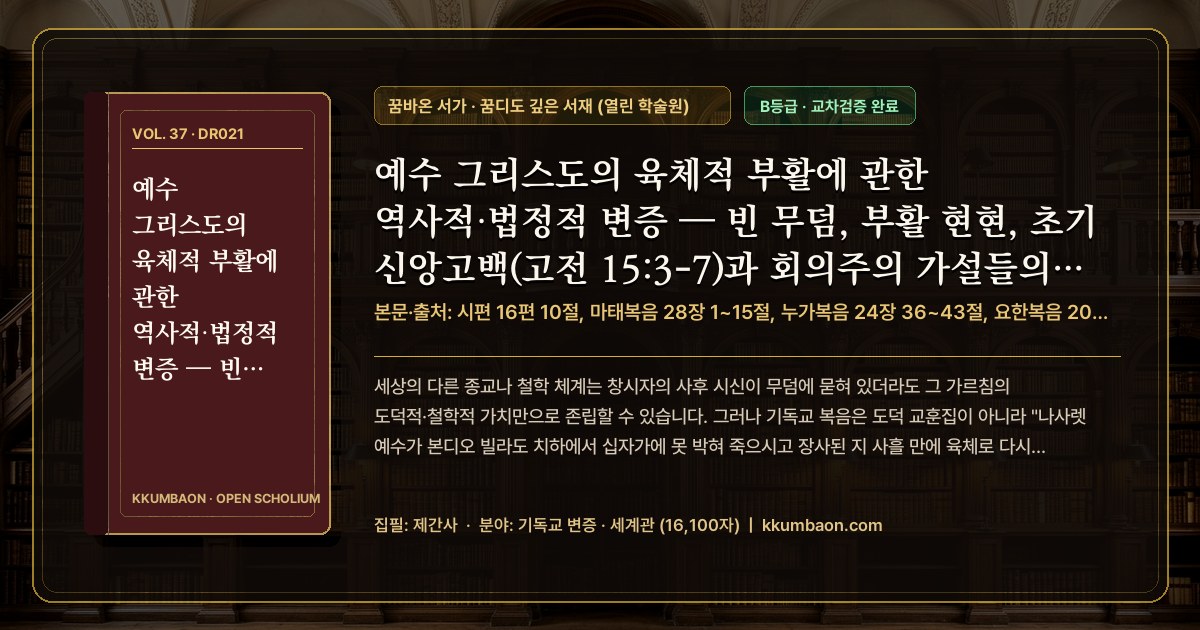 VOL. 37 · DR021
예수
그리스도의
육체적 부활에
관한
역사적·법정적
변증 — 빈…
KKUMBAON · OPEN SCHOLIUM
꿈바온 서가 · 꿈디도 깊은 서재 (열린 학술원)
B등급 · 교차검증 완료
예수 그리스도의 육체적 부활에 관한
역사적·법정적 변증 — 빈 무덤, 부활 현현, 초기
신앙고백(고전 15:3-7)과 회의주의 가설들의…
본문·출처: 시편 16편 10절, 마태복음 28장 1~15절, 누가복음 24장 36~43절, 요한복음 20...
세상의 다른 종교나 철학 체계는 창시자의 사후 시신이 무덤에 묻혀 있더라도 그 가르침의
도덕적·철학적 가치만으로 존립할 수 있습니다. 그러나 기독교 복음은 도덕 교훈집이 아니라 "나사렛
예수가 본디오 빌라도 치하에서 십자가에 못 박혀 죽으시고 장사된 지 사흘 만에 육체로 다시...
집필: 제간사 · 분야: 기독교 변증 · 세계관 (16,100자) | kkumbaon.com